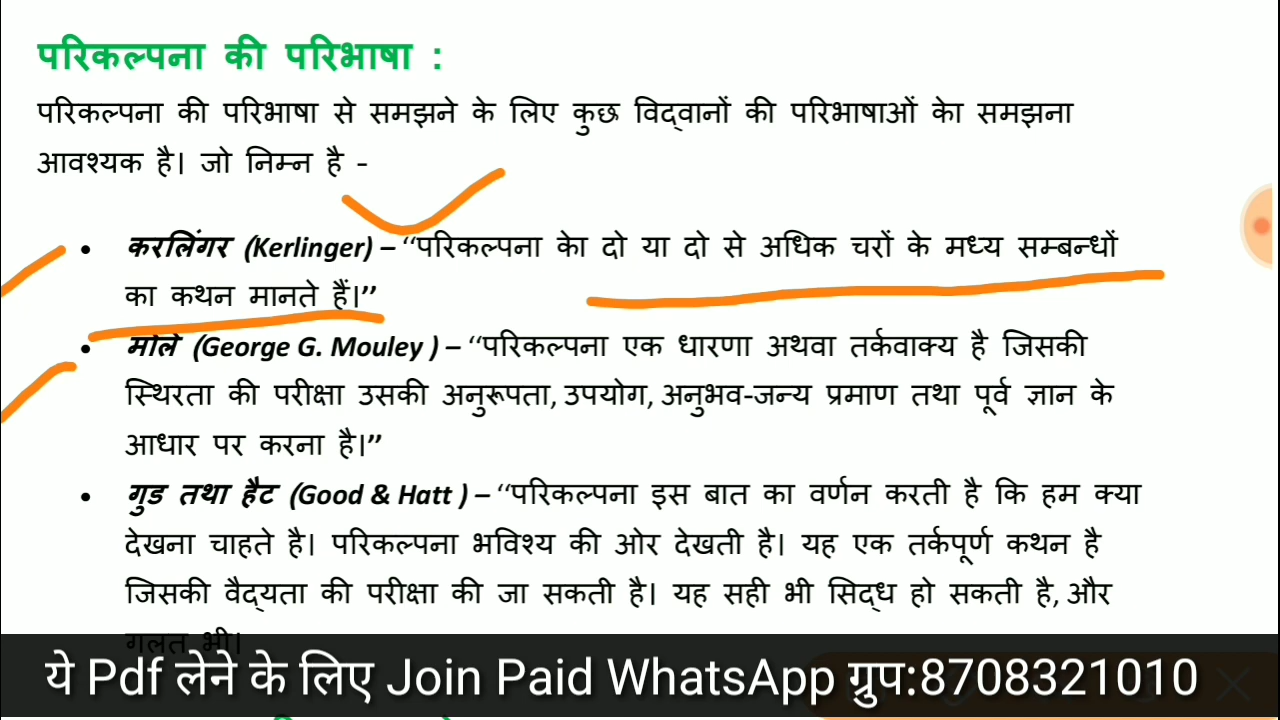 परिकल्पना की परिभाषा :
परिकल्पना की परिभाषा से समझने के लिए कुछ विद्वानों की परिभाषाओं केा समझना
आवश्यक है। जो निम्न है -
• करलिंगर (Kerlinger) – ‘‘परिकल्पना केा दो या दो से अधिक चरों के मध्य सम्बन्धों
का कथन मानते हैं।’’
• मोले (George G. Mouley ) – ‘‘परिकल्पना एक धारणा अथवा तर्कवाक्य है जिसकी
स्थिरता की परीक्षा उसकी अनुरूपता, उपयोग, अनुभव-जन्य प्रमाण तथा पूर्व ज्ञान के
आधार पर करना है।’’
• गुड तथा हैट (Good & Hatt ) – ‘‘परिकल्पना इस बात का वर्णन करती है कि हम क्या
देखना चाहते है। परिकल्पना भविश्य की ओर देखती है। यह एक तर्कपूर्ण कथन है
जिसकी वैद्यता की परीक्षा की जा सकती है। यह सही भी सिद्ध हो सकती है, और
गलत भी।
ये Pdf लेने के लिए Join Paid WhatsApp ग्रुप:8708321010